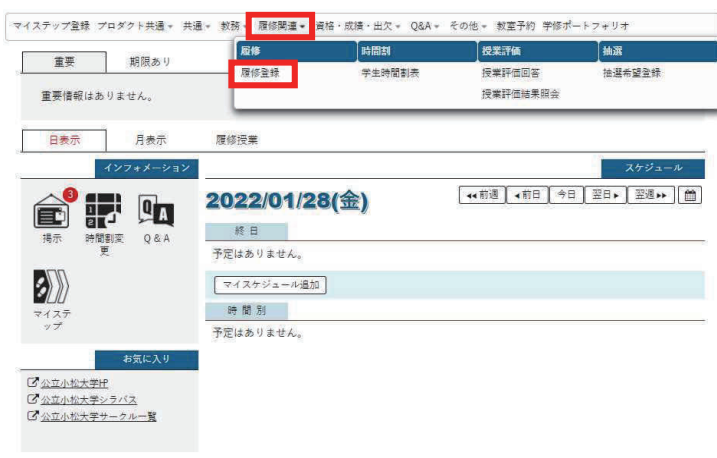 マイステップ登録 プロダクト共通 共通 教務 履修関連 資格・成績・出欠 Q&A その他 教室予約 学修ポートフォリオ
履修 時間割 授業評価 抽選
履修登録 学生時間割表 授業評価回答 抽選希望登録
授業評価結果照会
重要 期限あり
重要情報はありません。
日表示 月表示 履修授業
インフォメーション スケジュール
3
掲示 時間割変更 Q&A
マイステップ
2022/01/28(金) 前週 前日 今日 翌日 翌週
終日
予定はありません。
マイスケジュール追加
時間別
予定はありません。
お気に入り
公立小松大学HP
公立小松大学シラバス
公立小松大学サークル一覧